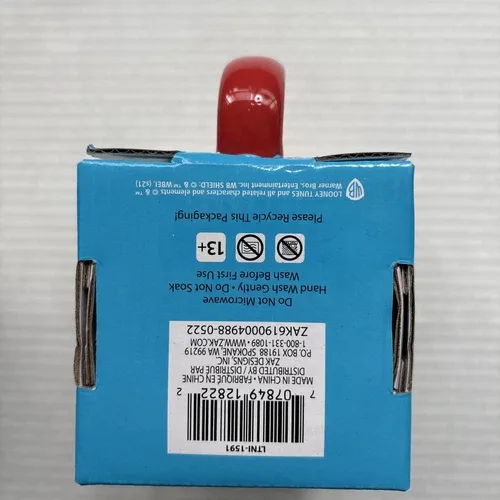 LTNI-1591
7 07849 12822 2
MADE IN CHINA / FABRIQUÉ EN CHINE
DISTRIBUTED BY / DISTRIBUÉ PAR
ZAK DESIGNS, INC.
P.O. BOX 19188 SPOKANE, WA 99219
1-800-331-1089 • WWW.ZAK.COM
ZAK6190004988-0522
Do Not Microwave
Hand Wash Gently • Do Not Soak
Wash Before First Use
13+
Please Recycle This Packaging!
WB
LOONEY TUNES and all related characters and elements © & ™
Warner Bros. Entertainment Inc. WB SHIELD: © & ™ WBEI. (s21)